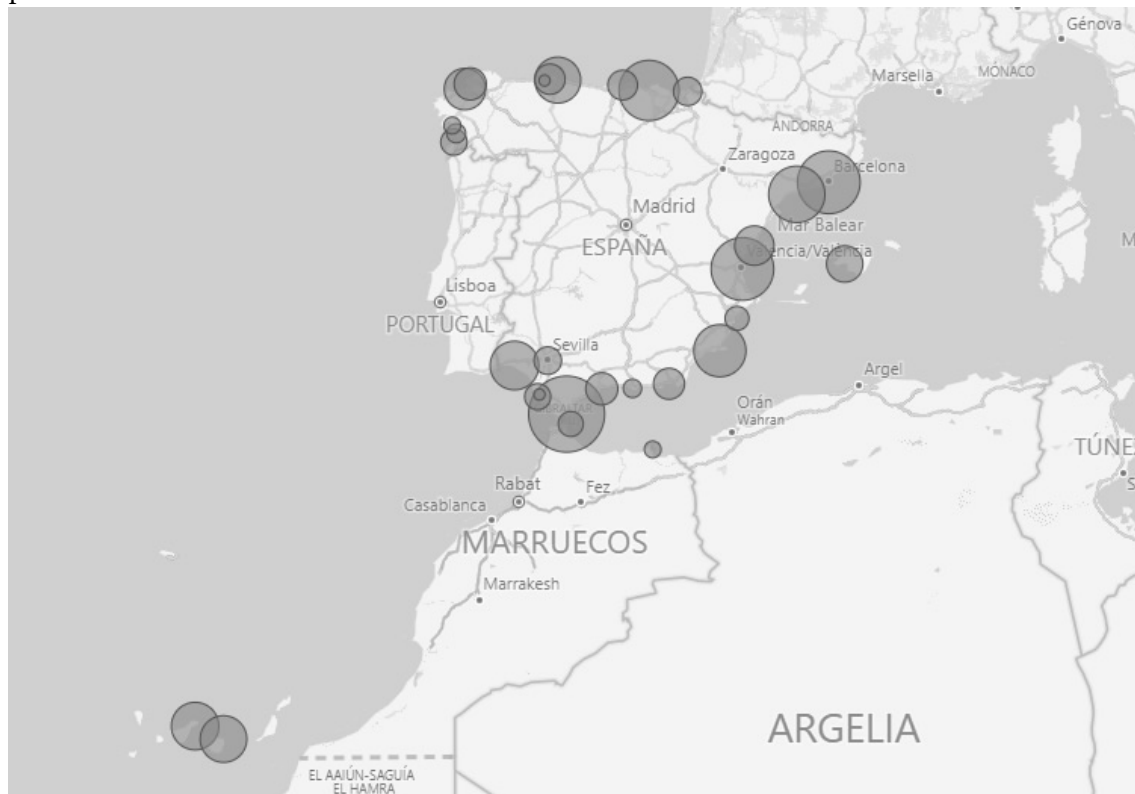 Génova
MÓNACO
Marsella
ANDORRA
Zaragoza
Barcelona
Madrid
Mar Balear
ESPAÑA
Valencia/València
Lisboa
PORTUGAL
Sevilla
Argel
GIBRALTAR
Orán
Wahran
TÚNE
Rabat
Fez
Casablanca
MARRUECOS
Marrakesh
ARGELIA
EL AAIÚN-SAGUÍA
EL HAMRA